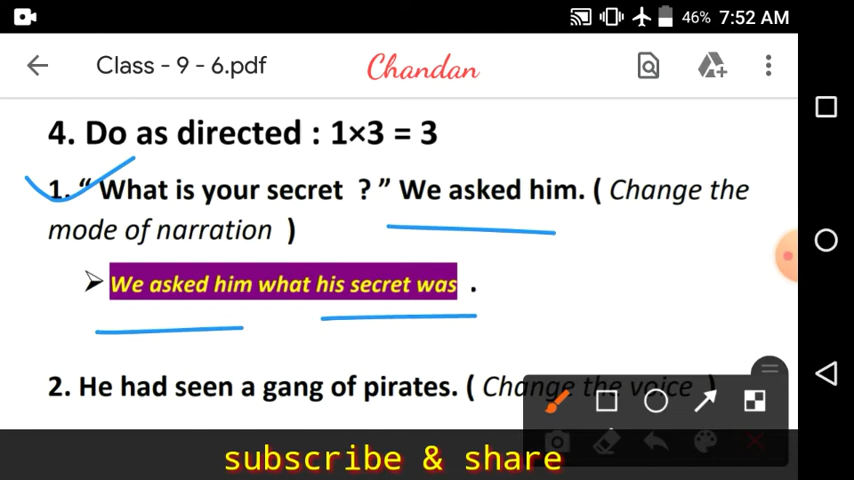 46% 7:52 AM
Class - 9 - 6.pdf Chandan
4. Do as directed : 1×3 = 3
1. “ What is your secret ? ” We asked him. ( Change the
mode of narration )
➢ We asked him what his secret was .
2. He had seen a gang of pirates. ( Change the voice )
subscribe & share